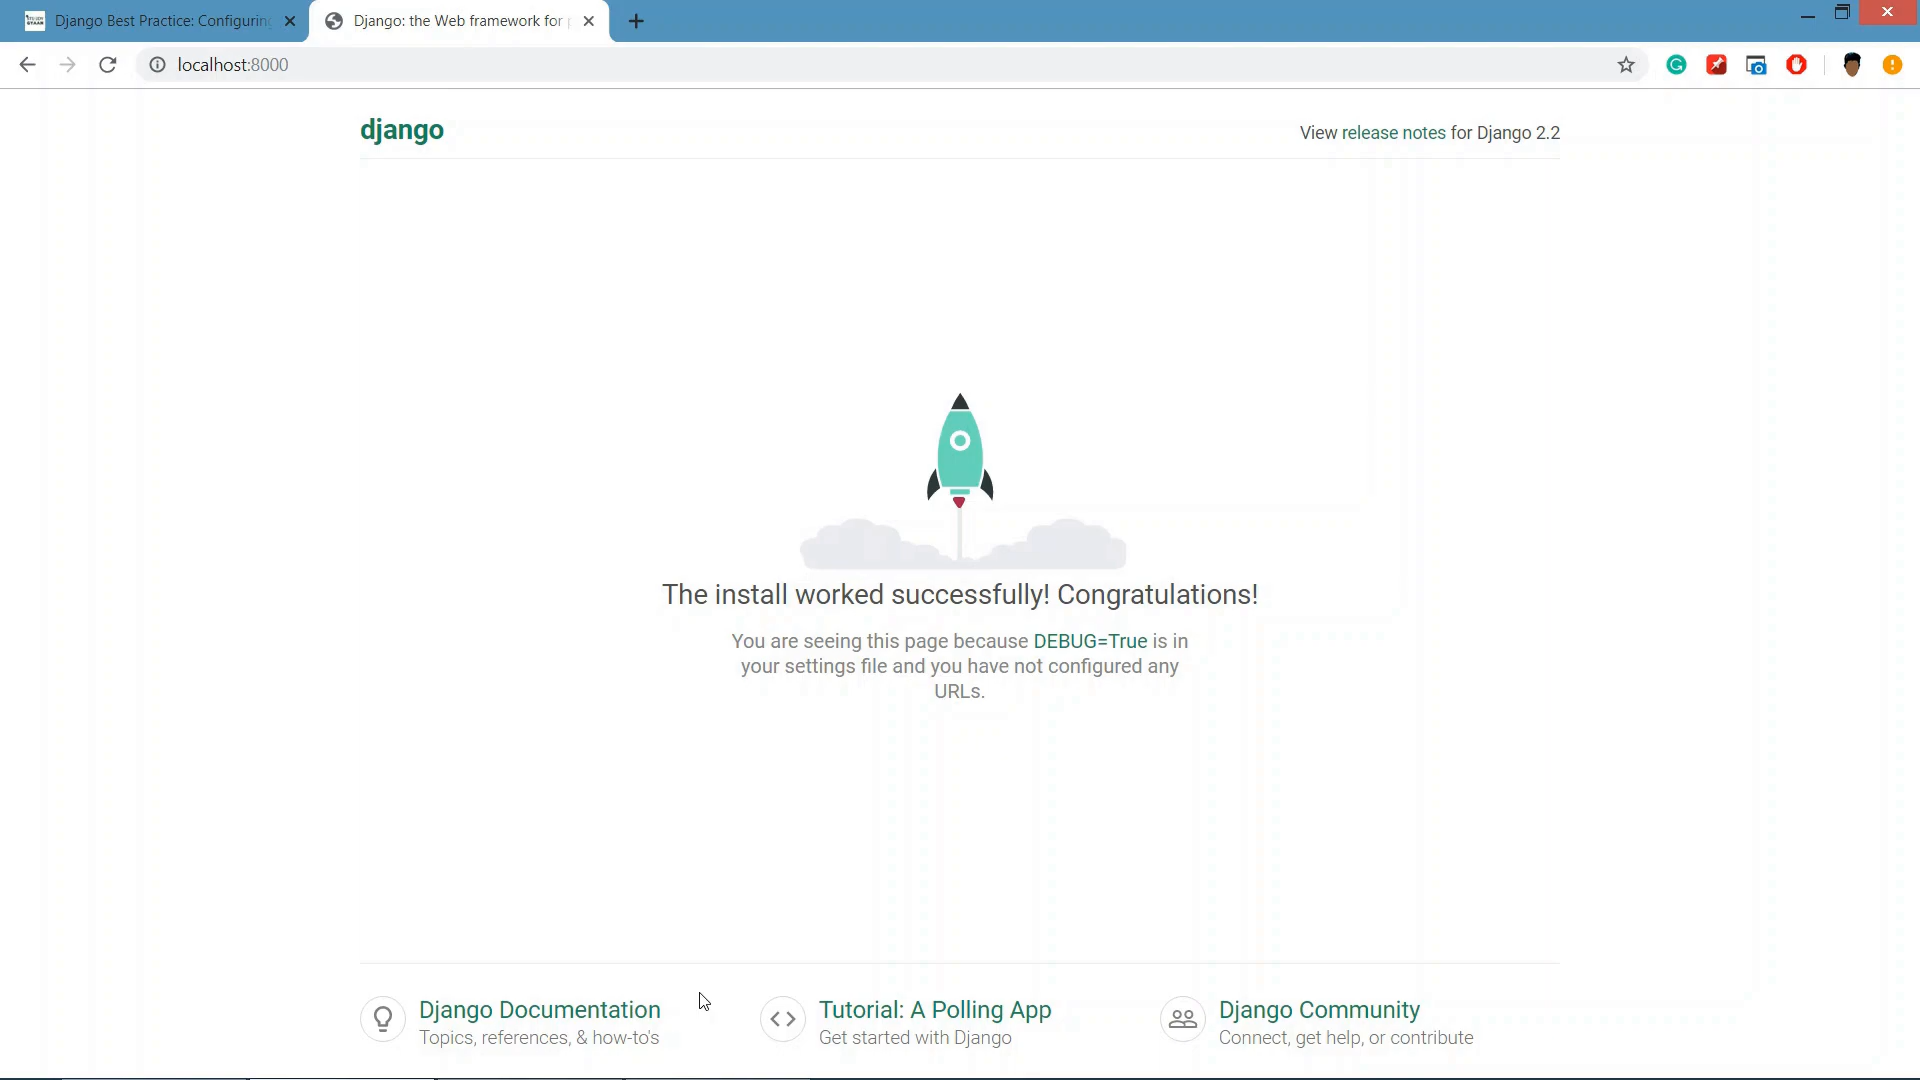 Django Best Practice: Configuring
Django: the Web framework for
localhost:8000
django
View release notes for Django 2.2
The install worked successfully! Congratulations!
You are seeing this page because DEBUG=True is in
your settings file and you have not configured any
URLs.
Django Documentation
Topics, references, & how-to's
Tutorial: A Polling App
Get started with Django
Django Community
Connect, get help, or contribute